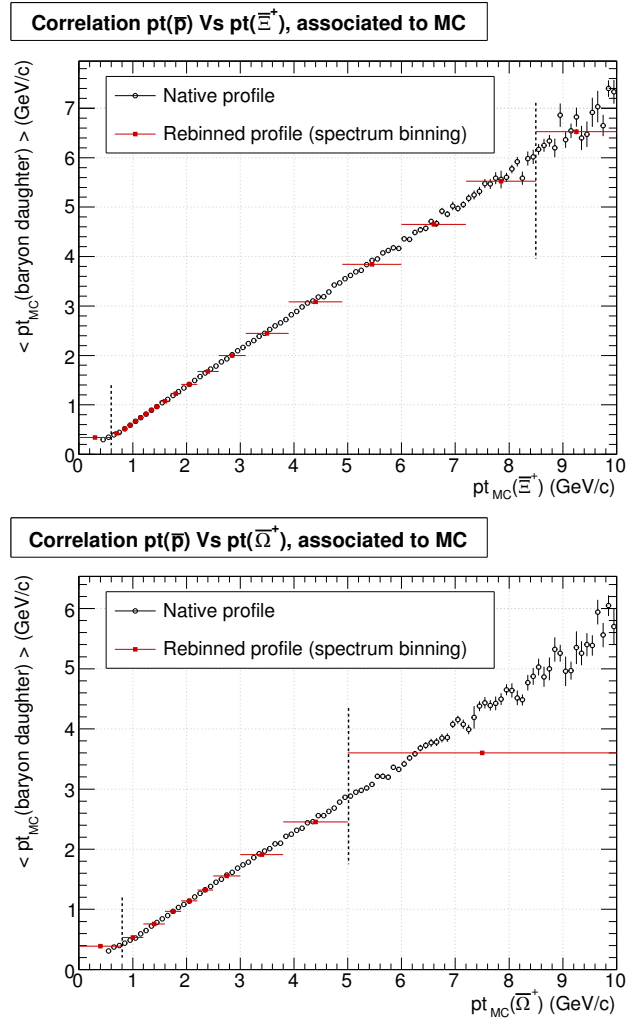 Correlation pt(p̅) Vs pt(Ξ̅⁺), associated to MC
< pt_MC(baryon daughter) > (GeV/c)
Native profile
Rebinned profile (spectrum binning)
7
6
5
4
3
2
1
0
0 1 2 3 4 5 6 7 8 9 10
pt_MC(Ξ̅⁺) (GeV/c)
Correlation pt(p̅) Vs pt(Ω̅⁺), associated to MC
< pt_MC(baryon daughter) > (GeV/c)
Native profile
Rebinned profile (spectrum binning)
6
5
4
3
2
1
0
0 1 2 3 4 5 6 7 8 9 10
pt_MC(Ω̅⁺) (GeV/c)